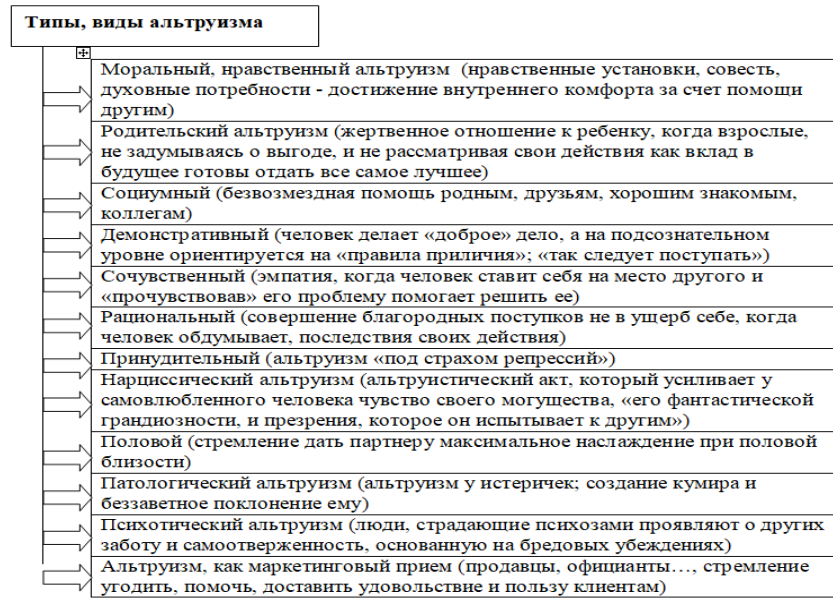 Типы, виды альтруизма
Моральный, нравственный альтруизм (нравственные установки, совесть,
духовные потребности - достижение внутреннего комфорта за счет помощи
другим)
Родительский альтруизм (жертвенное отношение к ребенку, когда взрослые,
не задумываясь о выгоде, и не рассматривая свои действия как вклад в
будущее готовы отдать все самое лучшее)
Социумный (безвозмездная помощь родным, друзьям, хорошим знакомым,
коллегам)
Демонстративный (человек делает «доброе» дело, а на подсознательном
уровне ориентируется на «правила приличия»; «так следует поступать»)
Сочувственный (эмпатия, когда человек ставит себя на место другого и
«прочувствовав» его проблему помогает решить ее)
Рациональный (совершение благородных поступков не в ущерб себе, когда
человек обдумывает, последствия своих действия)
Принудительный (альтруизм «под страхом репрессий»)
Нарциссический альтруизм (альтруистический акт, который усиливает у
самовлюбленного человека чувство своего могущества, «его фантастической
грандиозности, и презрения, которое он испытывает к другим»)
Половой (стремление дать партнеру максимальное наслаждение при половой
близости)
Патологический альтруизм (альтруизм у истеричек; создание кумира и
беззаветное поклонение ему)
Психотический альтруизм (люди, страдающие психозами проявляют о других
заботу и самоотверженность, основанную на бредовых убеждениях)
Альтруизм, как маркетинговый прием (продавцы, официанты…, стремление
угодить, помочь, доставить удовольствие и пользу клиентам)